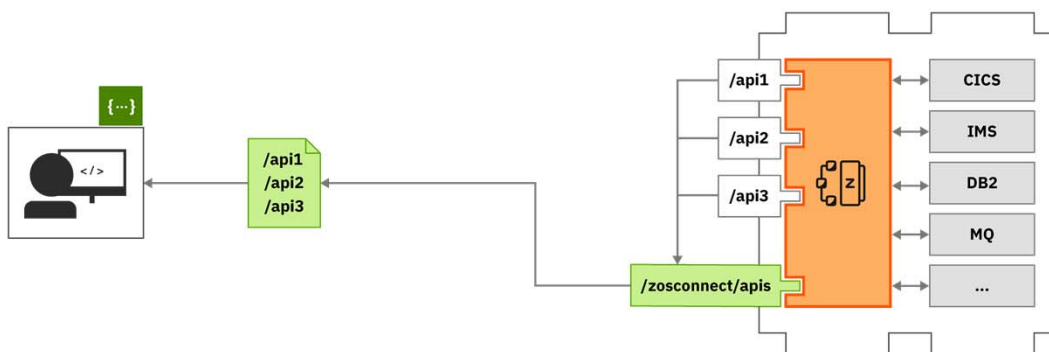 {...}
</>
/api1
/api2
/api3
/api1
/api2
/api3
/zosconnect/apis
Z
CICS
IMS
DB2
MQ
...